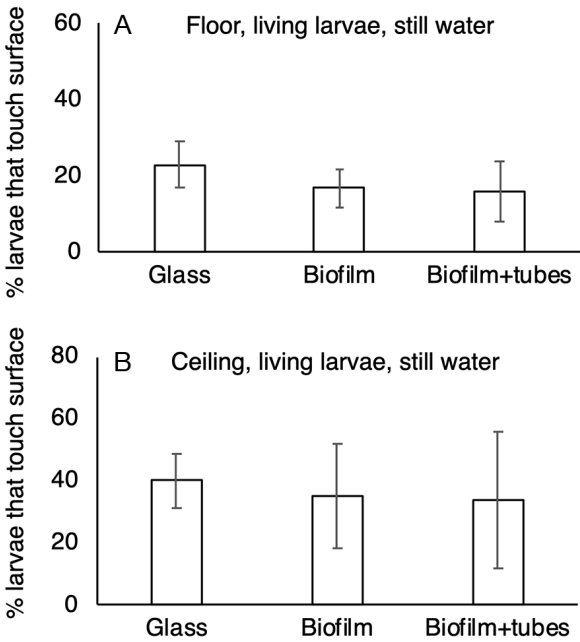 A Floor, living larvae, still water
% larvae that touch surface
60
40
20
0
Glass Biofilm Biofilm+tubes
B Ceiling, living larvae, still water
% larvae that touch surface
80
60
40
20
0
Glass Biofilm Biofilm+tubes